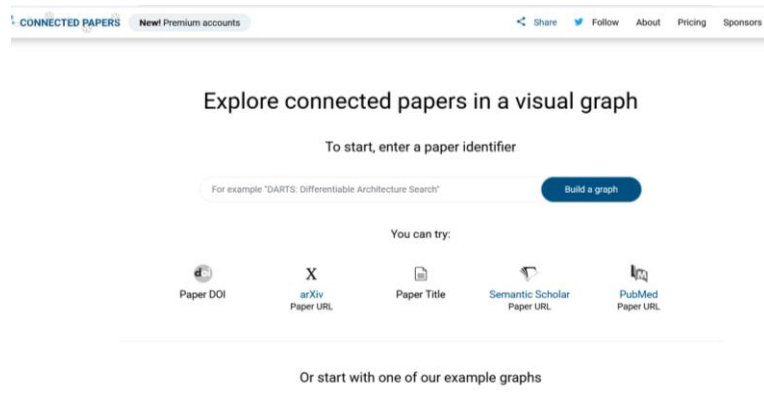 CONNECTED PAPERS New! Premium accounts Share Follow About Pricing Sponsors
Explore connected papers in a visual graph
To start, enter a paper identifier
For example "DARTS: Differentiable Architecture Search" Build a graph
You can try:
Paper DOI arXiv Paper Title Semantic Scholar PubMed
Paper URL Paper URL Paper URL
Or start with one of our example graphs